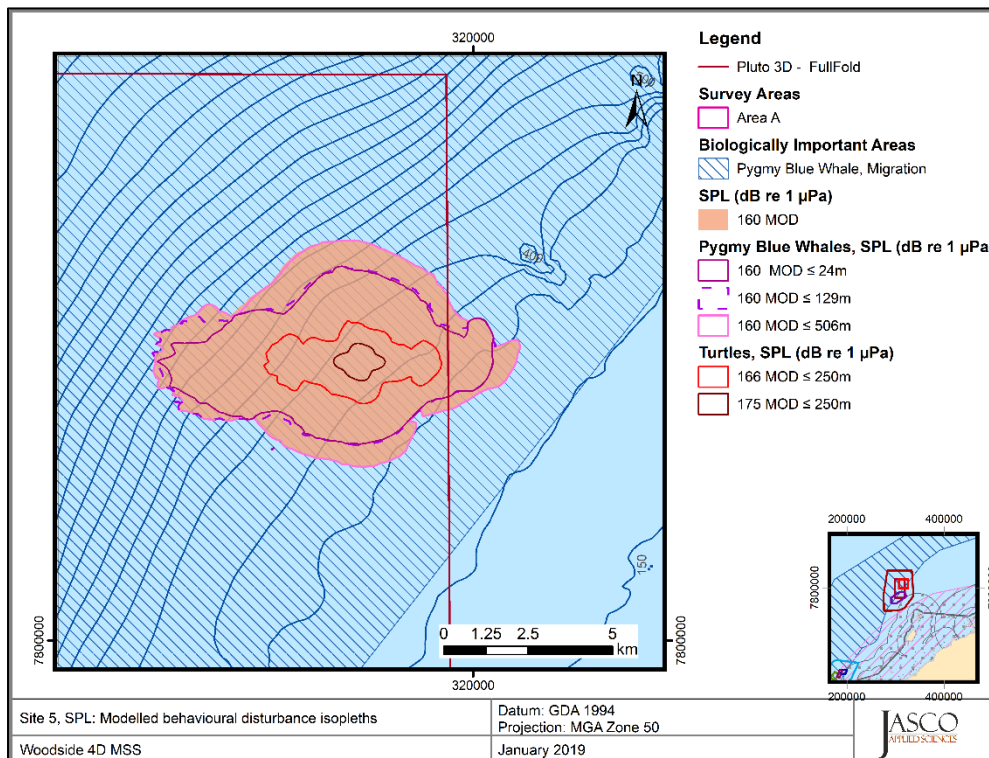 320000
Legend
Pluto 3D - FullFold
Survey Areas
Area A
Biologically Important Areas
Pygmy Blue Whale, Migration
SPL (dB re 1 µPa)
160 MOD
Pygmy Blue Whales, SPL (dB re 1 µPa)
160 MOD ≤ 24m
160 MOD ≤ 129m
160 MOD ≤ 506m
Turtles, SPL (dB re 1 µPa)
166 MOD ≤ 250m
175 MOD ≤ 250m
N
400
150
0 1.25 2.5 5
km
7800000
7800000
320000
200000 400000
7800000
200000 400000
Site 5, SPL: Modelled behavioural disturbance isopleths
Woodside 4D MSS
Datum: GDA 1994
Projection: MGA Zone 50
January 2019
JASCO
APPLIED SCIENCES